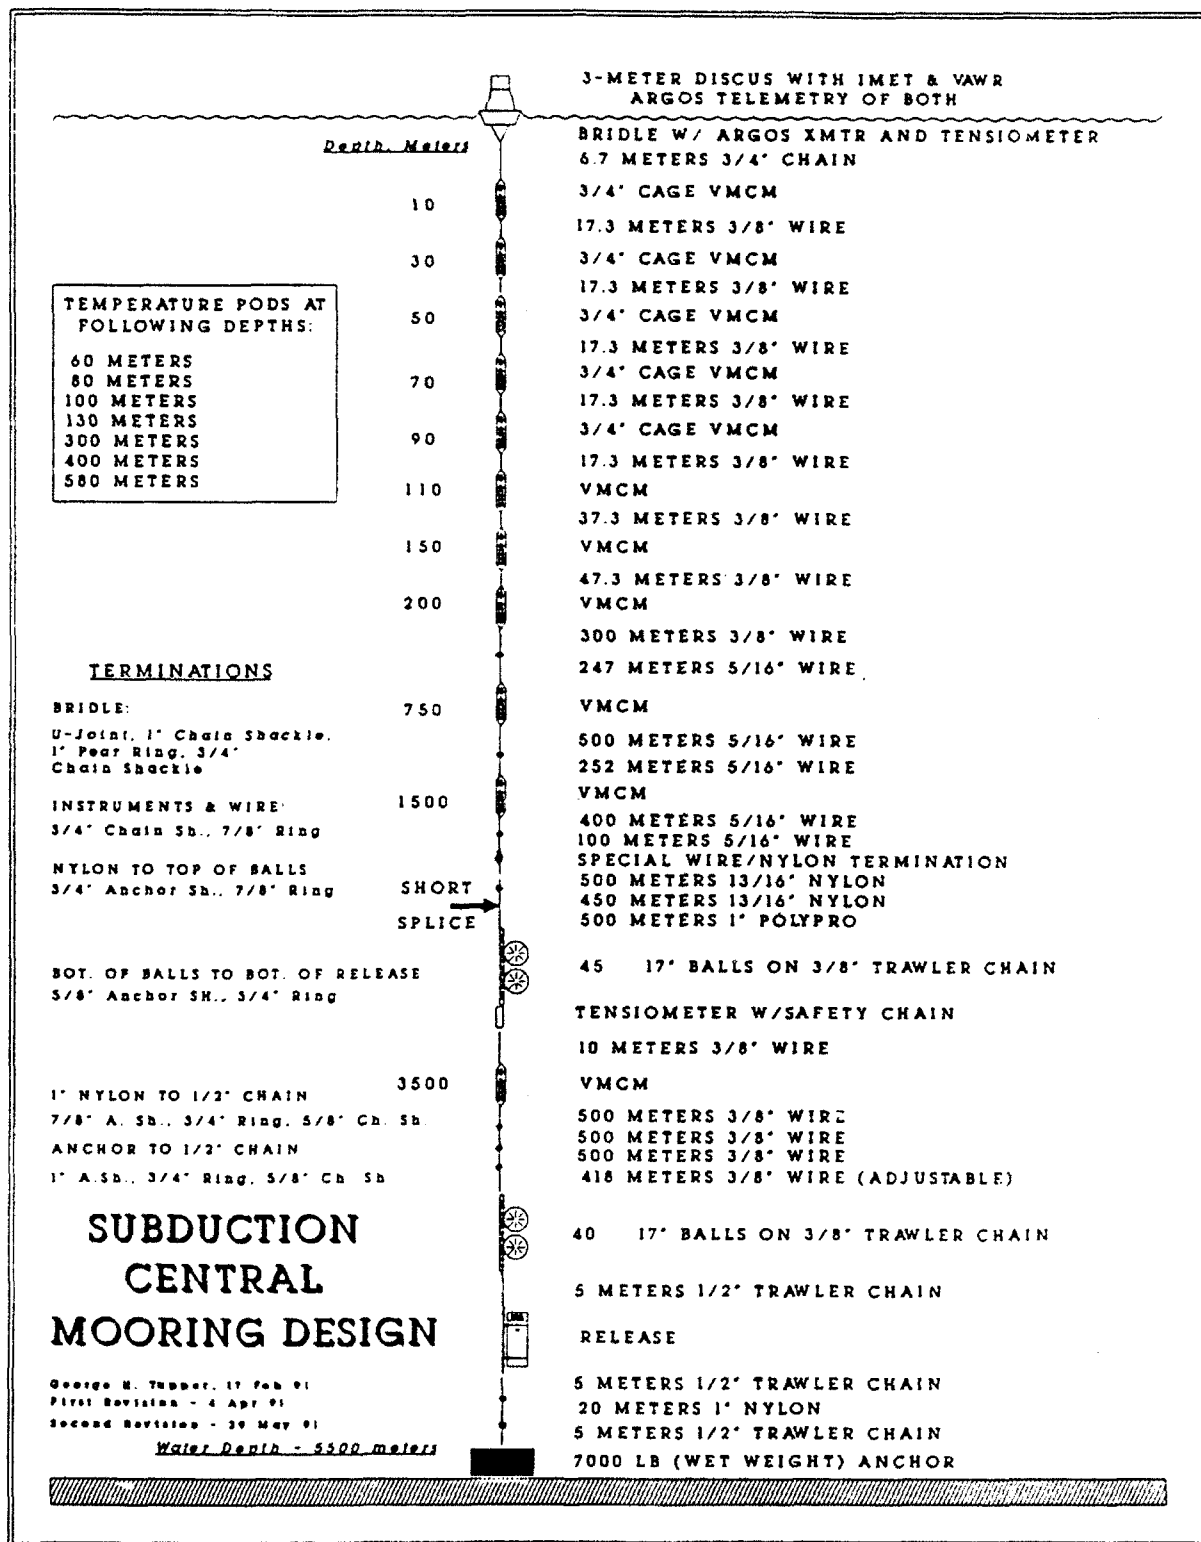 3-METER DISCUS WITH IMET & VAWR
ARGOS TELEMETRY OF BOTH
BRIDLE W/ ARGOS XMTR AND TENSIOMETER
Depth, Meters
6.7 METERS 3/4" CHAIN
3/4" CAGE VMCM
10
17.3 METERS 3/8" WIRE
30
3/4" CAGE VMCM
17.3 METERS 3/8" WIRE
50
3/4" CAGE VMCM
17.3 METERS 3/8" WIRE
70
3/4" CAGE VMCM
17.3 METERS 3/8" WIRE
90
3/4" CAGE VMCM
17.3 METERS 3/8" WIRE
110
VMCM
37.3 METERS 3/8" WIRE
150
VMCM
47.3 METERS 3/8" WIRE
200
VMCM
300 METERS 3/8" WIRE
247 METERS 5/16" WIRE
750
VMCM
500 METERS 5/16" WIRE
252 METERS 5/16" WIRE
1500
VMCM
400 METERS 5/16" WIRE
100 METERS 5/16" WIRE
SPECIAL WIRE/NYLON TERMINATION
500 METERS 13/16" NYLON
450 METERS 13/16" NYLON
500 METERS 1" POLYPRO
SHORT
SPLICE
45 17" BALLS ON 3/8" TRAWLER CHAIN
TENSIOMETER W/SAFETY CHAIN
10 METERS 3/8" WIRE
3500
VMCM
500 METERS 3/8" WIRE
500 METERS 3/8" WIRE
500 METERS 3/8" WIRE
418 METERS 3/8" WIRE (ADJUSTABLE)
40 17" BALLS ON 3/8" TRAWLER CHAIN
5 METERS 1/2" TRAWLER CHAIN
RELEASE
5 METERS 1/2" TRAWLER CHAIN
20 METERS 1" NYLON
5 METERS 1/2" TRAWLER CHAIN
7000 LB (WET WEIGHT) ANCHOR
TEMPERATURE PODS AT
FOLLOWING DEPTHS:
60 METERS
80 METERS
100 METERS
130 METERS
300 METERS
400 METERS
580 METERS
TERMINATIONS
BRIDLE:
U-Joint, 1" Chain Shackle,
1" Pear Ring, 3/4"
Chain Shackle
INSTRUMENTS & WIRE:
3/4" Chain Sh., 7/8" Ring
NYLON TO TOP OF BALLS
3/4" Anchor Sh., 7/8" Ring
BOT. OF BALLS TO BOT. OF RELEASE
5/8" Anchor SH., 3/4" Ring
1" NYLON TO 1/2" CHAIN
7/8" A. Sh., 3/4" Ring, 5/8" Ch. Sh.
ANCHOR TO 1/2" CHAIN
1" A.Sh., 3/4" Ring, 5/8" Ch Sh
SUBDUCTION
CENTRAL
MOORING DESIGN
George H. Tupper, 17 Feb 91
First Revision - 4 Apr 91
Second Revision - 29 May 91
Water Depth - 5500 meters